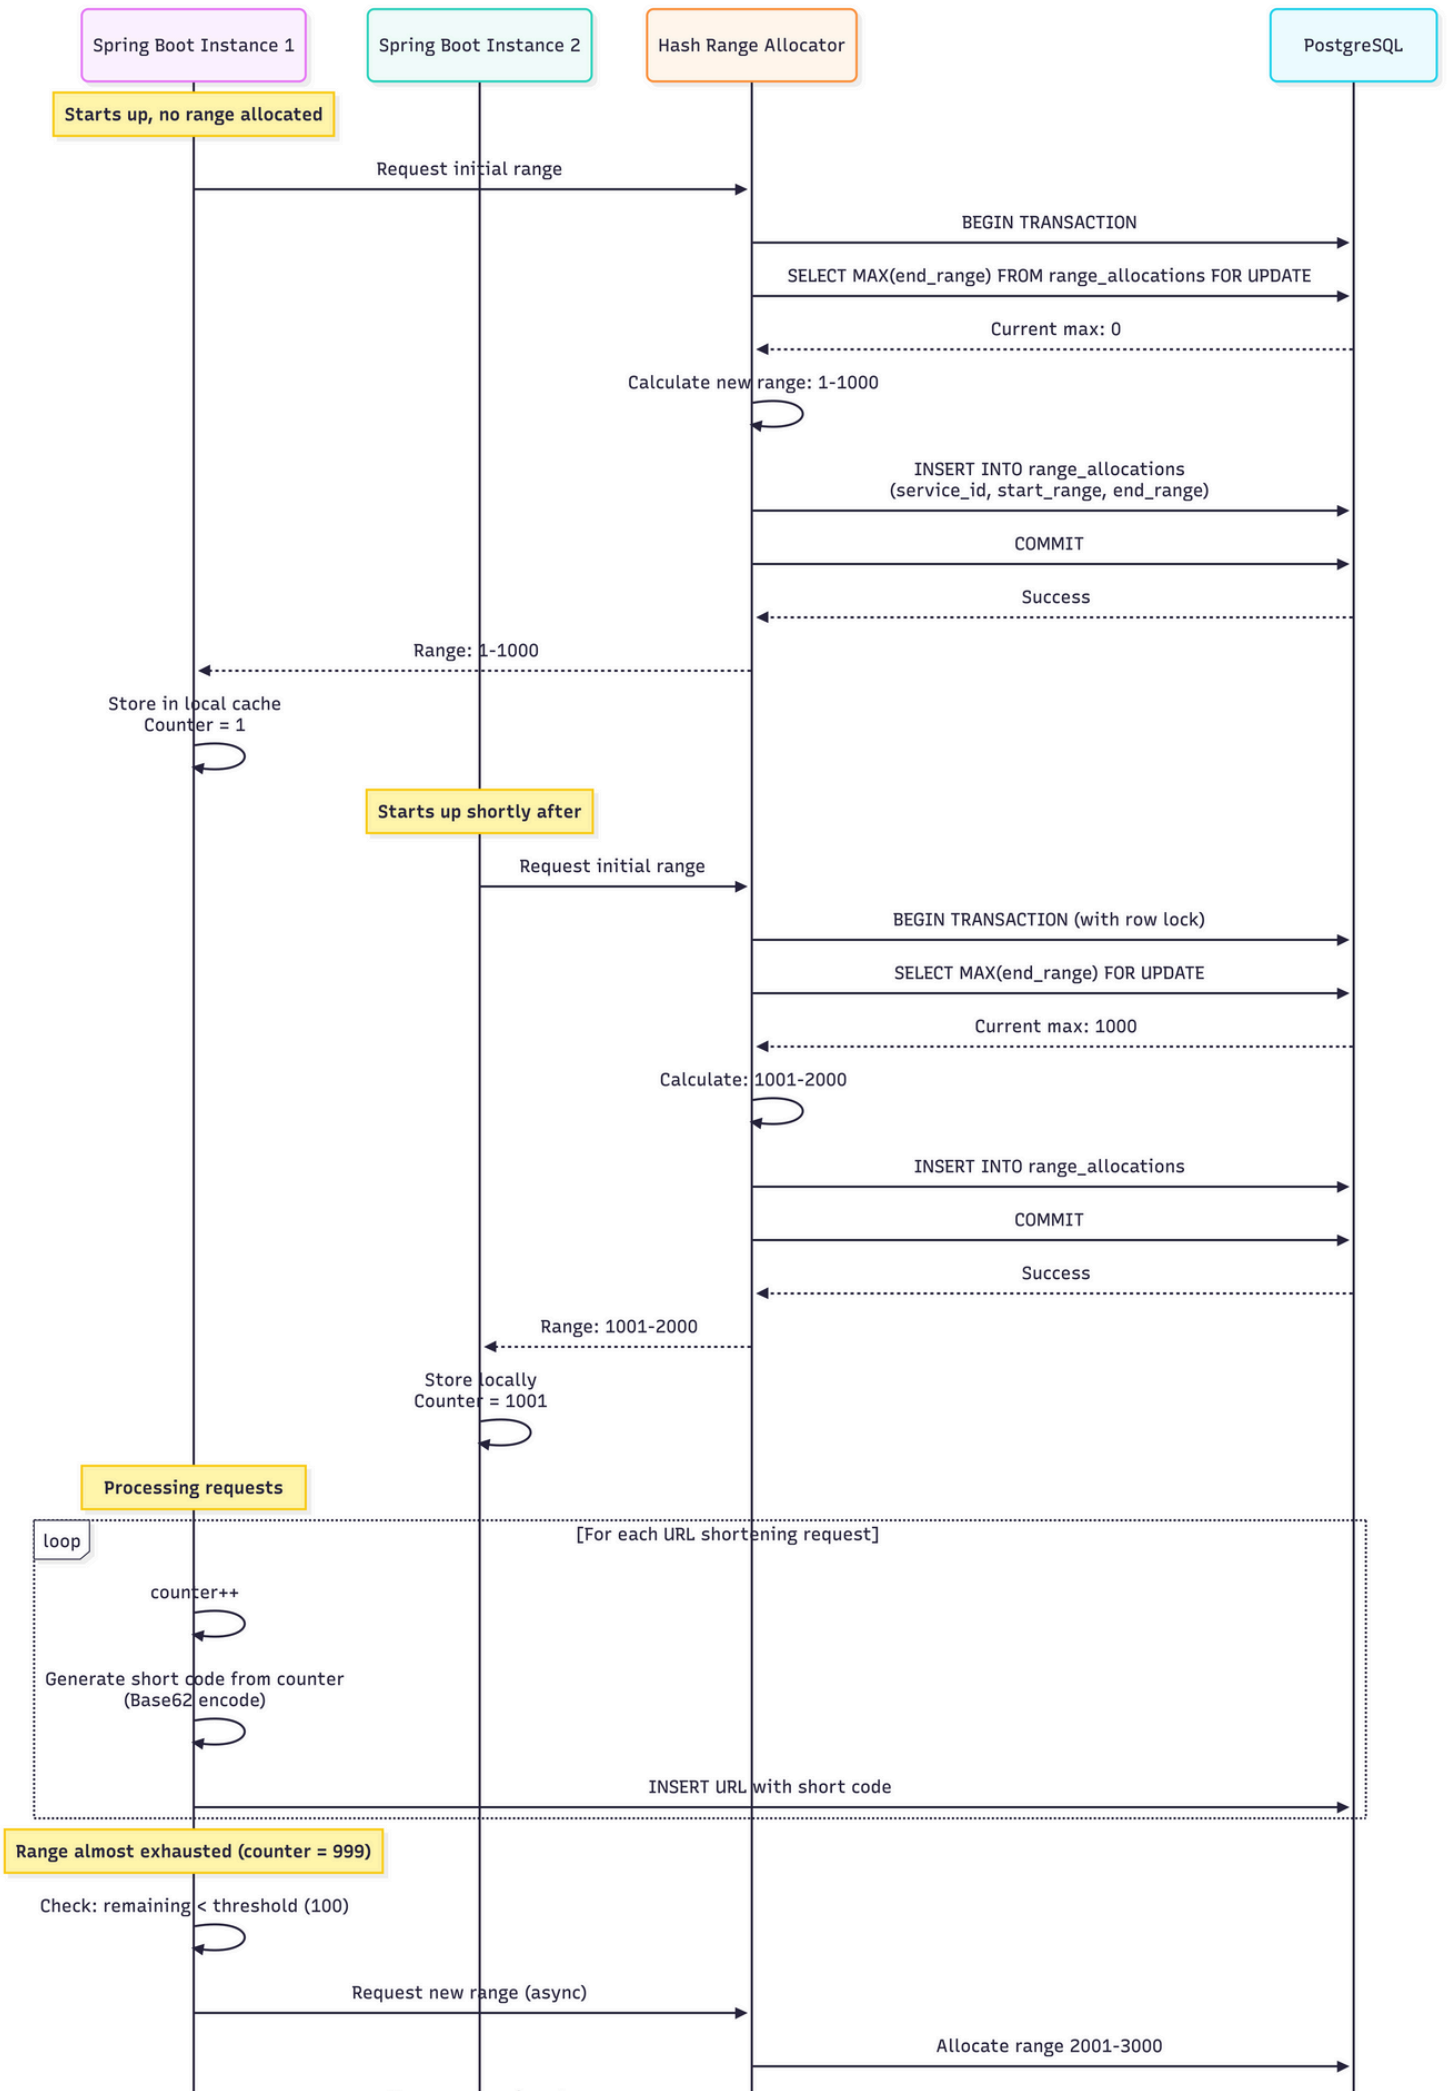 Spring Boot Instance 1
Spring Boot Instance 2
Hash Range Allocator
PostgreSQL
Starts up, no range allocated
Request initial range
BEGIN TRANSACTION
SELECT MAX(end_range) FROM range_allocations FOR UPDATE
Current max: 0
Calculate new range: 1-1000
INSERT INTO range_allocations
(service_id, start_range, end_range)
COMMIT
Success
Range: 1-1000
Store in local cache
Counter = 1
Starts up shortly after
Request initial range
BEGIN TRANSACTION (with row lock)
SELECT MAX(end_range) FOR UPDATE
Current max: 1000
Calculate: 1001-2000
INSERT INTO range_allocations
COMMIT
Success
Range: 1001-2000
Store locally
Counter = 1001
Processing requests
loop
[For each URL shortening request]
counter++
Generate short code from counter
(Base62 encode)
INSERT URL with short code
Range almost exhausted (counter = 999)
Check: remaining < threshold (100)
Request new range (async)
Allocate range 2001-3000